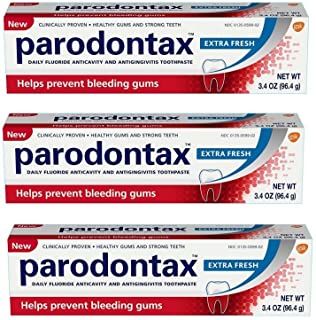 New
CLINICALLY PROVEN • HEALTHY GUMS AND STRONG TEETH
parodontax™
EXTRA FRESH
DAILY FLUORIDE ANTICAVITY AND ANTIGINGIVITIS TOOTHPASTE
Helps prevent bleeding gums
NET WT
3.4 OZ (96.4 g)
New
CLINICALLY PROVEN • HEALTHY GUMS AND STRONG TEETH
parodontax™
EXTRA FRESH
DAILY FLUORIDE ANTICAVITY AND ANTIGINGIVITIS TOOTHPASTE
Helps prevent bleeding gums
NET WT
3.4 OZ (96.4 g)
New
CLINICALLY PROVEN • HEALTHY GUMS AND STRONG TEETH
parodontax™
EXTRA FRESH
DAILY FLUORIDE ANTICAVITY AND ANTIGINGIVITIS TOOTHPASTE
Helps prevent bleeding gums
NET WT
3.4 OZ (96.4 g)